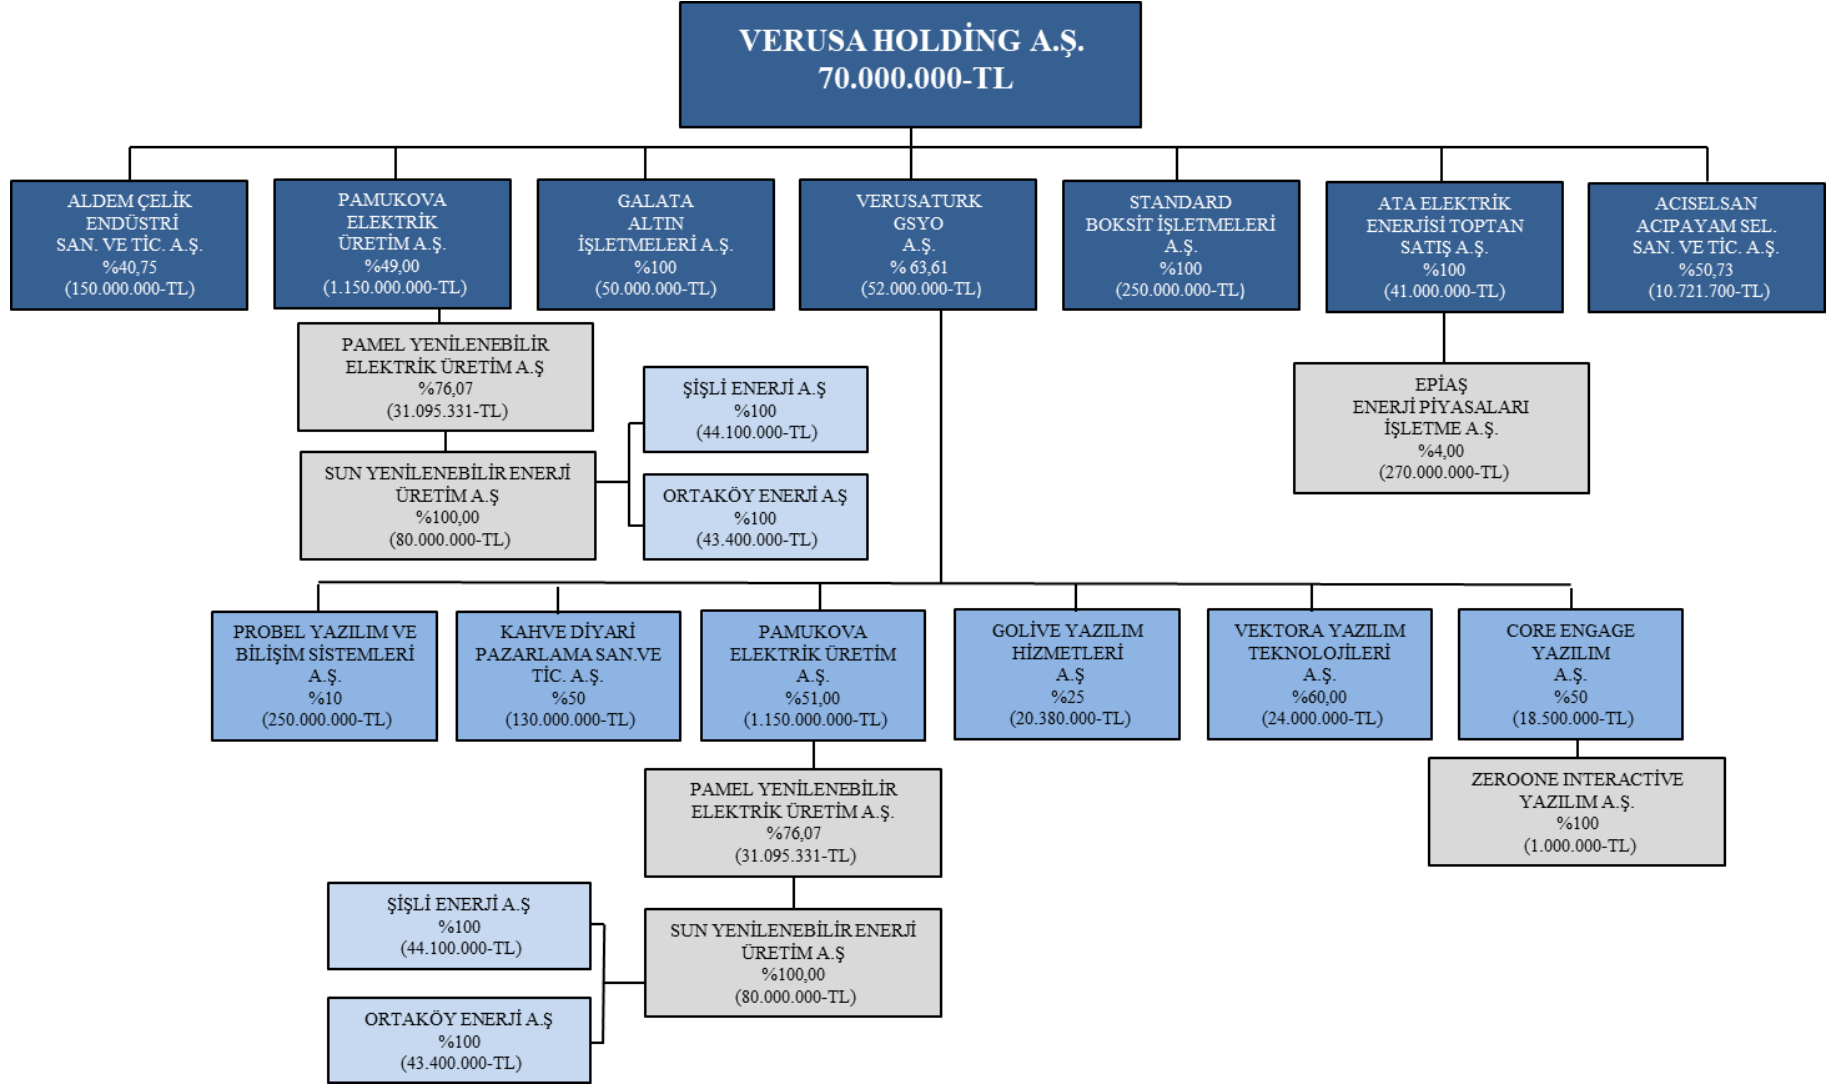 VERUSA HOLDİNG A.Ş.
70.000.000-TL
ALDEM ÇELİK
ENDÜSTRİ
SAN. VE TİC. A.Ş.
%40,75
(150.000.000-TL)
PAMUKOVA
ELEKTRİK
ÜRETİM A.Ş.
%49,00
(1.150.000.000-TL)
GALATA
ALTIN
İŞLETMELERİ A.Ş.
%100
(50.000.000-TL)
VERUSATURK
GSYO
A.Ş.
% 63,61
(52.000.000-TL)
STANDARD
BOKSİT İŞLETMELERİ
A.Ş.
%100
(250.000.000-TL)
ATA ELEKTRİK
ENERJİSİ TOPTAN
SATIŞ A.Ş.
%100
(41.000.000-TL)
ACISELSAN
ACIPAYAM SEL.
SAN. VE TİC. A.Ş.
%50,73
(10.721.700-TL)
PAMEL YENİLENEBİLİR
ELEKTRİK ÜRETİM A.Ş
%76,07
(31.095.331-TL)
SUN YENİLENEBİLİR ENERJİ
ÜRETİM A.Ş
%100,00
(80.000.000-TL)
ŞİŞLİ ENERJİ A.Ş
%100
(44.100.000-TL)
ORTAKÖY ENERJİ A.Ş
%100
(43.400.000-TL)
EPİAŞ
ENERJİ PİYASALARI
İŞLETME A.Ş.
%4,00
(270.000.000-TL)
PROBEL YAZILIM VE
BİLİŞİM SİSTEMLERİ
A.Ş.
%10
(250.000.000-TL)
KAHVE DİYARİ
PAZARLAMA SAN.VE
TİC. A.Ş.
%50
(130.000.000-TL)
PAMUKOVA
ELEKTRİK ÜRETİM
A.Ş.
%51,00
(1.150.000.000-TL)
GOLİVE YAZILIM
HİZMETLERİ
A.Ş
%25
(20.380.000-TL)
VEKTORA YAZILIM
TEKNOLOJİLERİ
A.Ş.
%60,00
(24.000.000-TL)
CORE ENGAGE
YAZILIM
A.Ş.
%50
(18.500.000-TL)
PAMEL YENİLENEBİLİR
ELEKTRİK ÜRETİM A.Ş.
%76,07
(31.095.331-TL)
ZEROONE INTERACTİVE
YAZILIM A.Ş.
%100
(1.000.000-TL)
ŞİŞLİ ENERJİ A.Ş
%100
(44.100.000-TL)
SUN YENİLENEBİLİR ENERJİ
ÜRETİM A.Ş
%100,00
(80.000.000-TL)
ORTAKÖY ENERJİ A.Ş
%100
(43.400.000-TL)